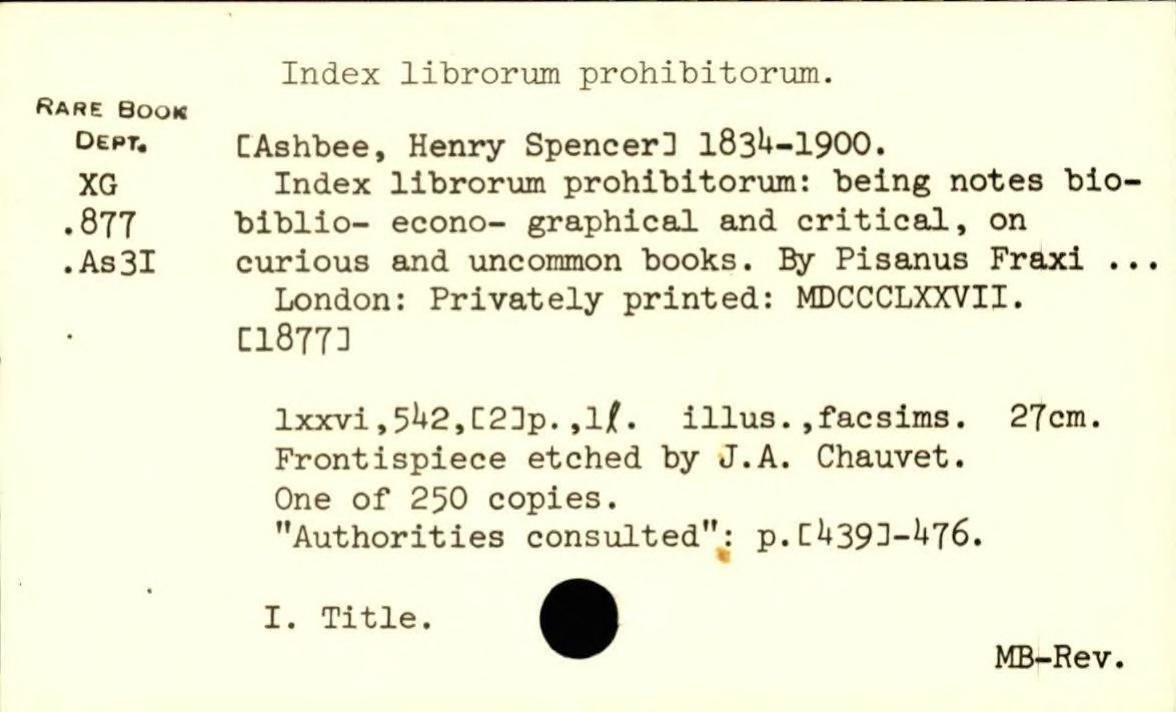 Index librorum prohibitorum.
RARE BOOK
DEPT.
[Ashbee, Henry Spencer] 1834-1900.
XG
Index librorum prohibitorum: being notes bio-
.877
biblio- econo- graphical and critical, on
.As3I
curious and uncommon books. By Pisanus Fraxi ...
London: Privately printed: MDCCCLXXVII.
[1877]
lxxvi,542,[2]p.,1ℓ. illus.,facsims. 27cm.
Frontispiece etched by J.A. Chauvet.
One of 250 copies.
"Authorities consulted": p.[439]-476.
I. Title.
MB-Rev.